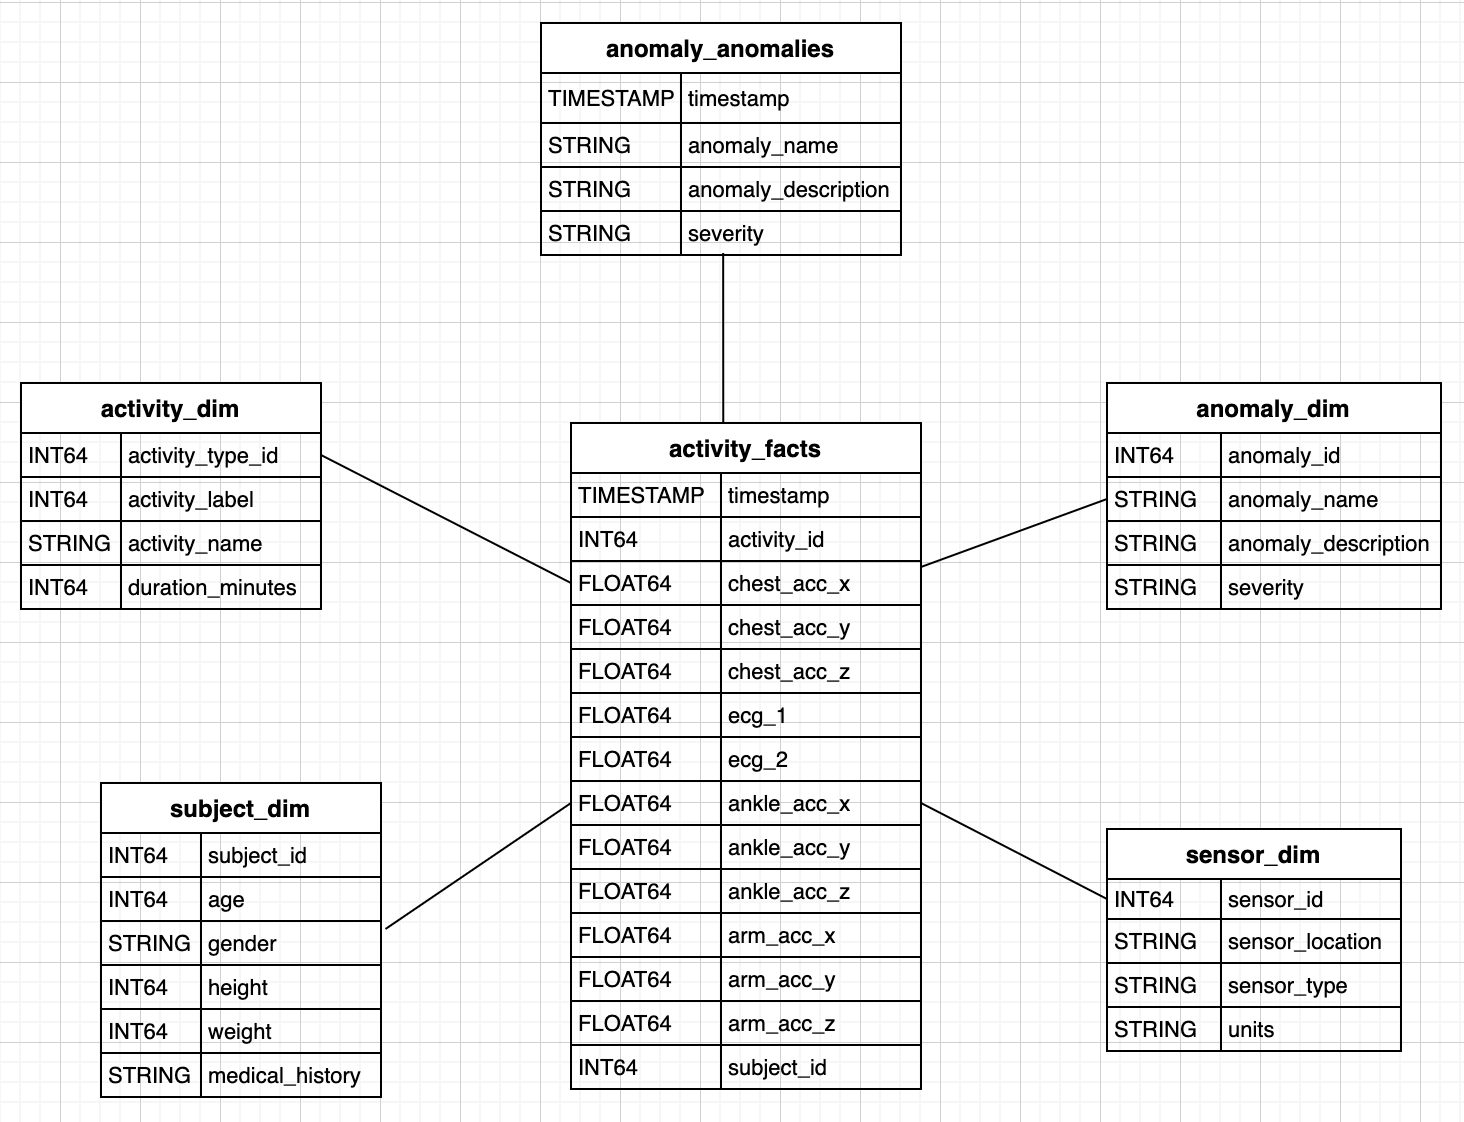 anomaly_anomalies
TIMESTAMP timestamp
STRING anomaly_name
STRING anomaly_description
STRING severity
activity_dim
INT64 activity_type_id
INT64 activity_label
STRING activity_name
INT64 duration_minutes
activity_facts
TIMESTAMP timestamp
INT64 activity_id
FLOAT64 chest_acc_x
FLOAT64 chest_acc_y
FLOAT64 chest_acc_z
FLOAT64 ecg_1
FLOAT64 ecg_2
FLOAT64 ankle_acc_x
FLOAT64 ankle_acc_y
FLOAT64 ankle_acc_z
FLOAT64 arm_acc_x
FLOAT64 arm_acc_y
FLOAT64 arm_acc_z
INT64 subject_id
anomaly_dim
INT64 anomaly_id
STRING anomaly_name
STRING anomaly_description
STRING severity
subject_dim
INT64 subject_id
INT64 age
STRING gender
INT64 height
INT64 weight
STRING medical_history
sensor_dim
INT64 sensor_id
STRING sensor_location
STRING sensor_type
STRING units